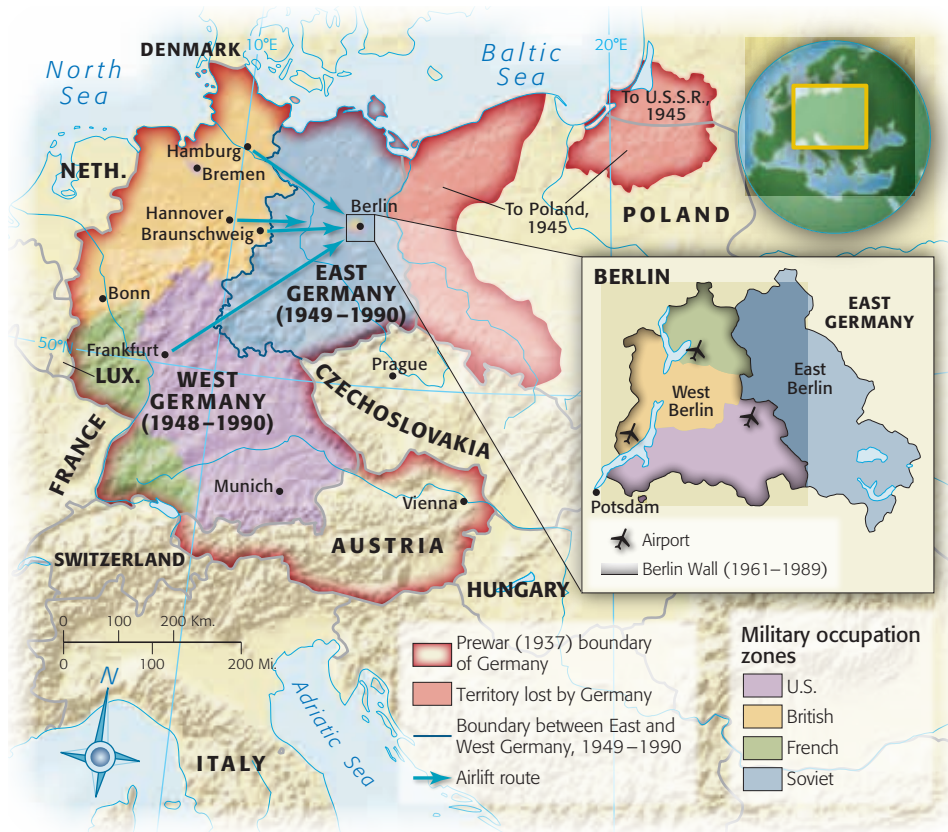 DENMARK
10°E
20°E
North
Sea
Baltic
Sea
To U.S.S.R.,
1945
NETH.
Hamburg
Bremen
Hannover
Braunschweig
Berlin
To Poland,
1945
POLAND
EAST
GERMANY
(1949–1990)
Bonn
50°N
Frankfurt
LUX.
WEST
GERMANY
(1948–1990)
Prague
CZECHOSLOVAKIA
FRANCE
Munich
Vienna
AUSTRIA
SWITZERLAND
HUNGARY
ITALY
Adriatic Sea
BERLIN
EAST
GERMANY
West
Berlin
East
Berlin
Potsdam
Airport
Berlin Wall (1961–1989)
0 100 200 Km.
0 100 200 Mi.
N
Prewar (1937) boundary
of Germany
Territory lost by Germany
Boundary between East and
West Germany, 1949–1990
Airlift route
Military occupation
zones
U.S.
British
French
Soviet